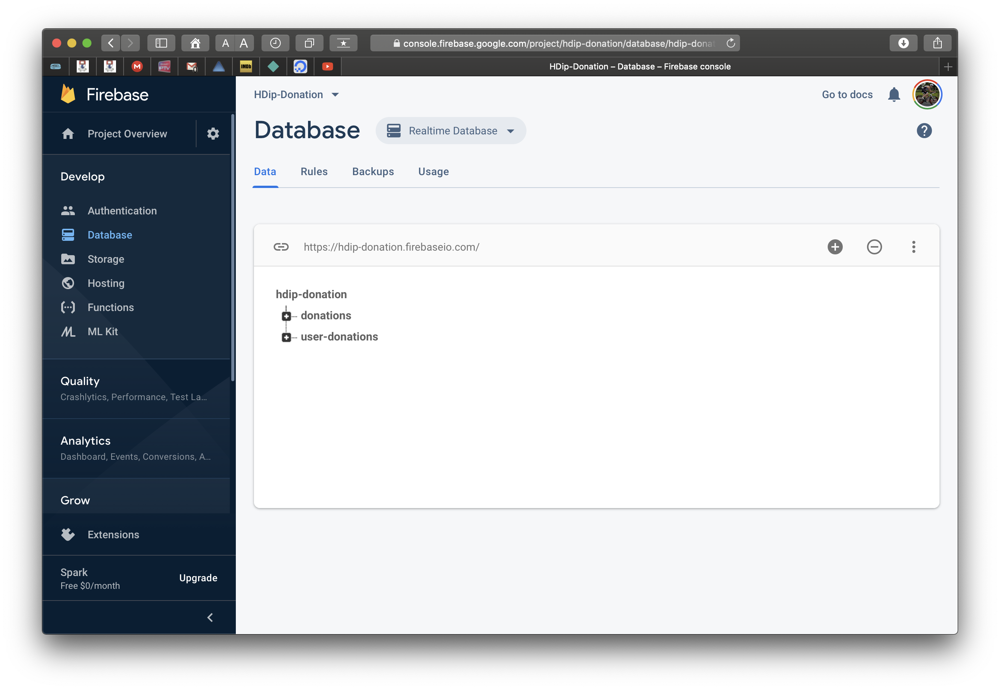 A A
console.firebase.google.com/project/hdip-donation/database/hdip-donat
M
IPTV
0
IMDb
HDip-Donation – Database – Firebase console
Firebase
HDip-Donation
Go to docs
Project Overview
Database
Realtime Database
?
Data Rules Backups Usage
Develop
Authentication
Database
Storage
Hosting
Functions
ML Kit
https://hdip-donation.firebaseio.com/
hdip-donation
donations
user-donations
Quality
Crashlytics, Performance, Test La...
Analytics
Dashboard, Events, Conversions, A...
Grow
Extensions
Spark
Free $0/month
Upgrade